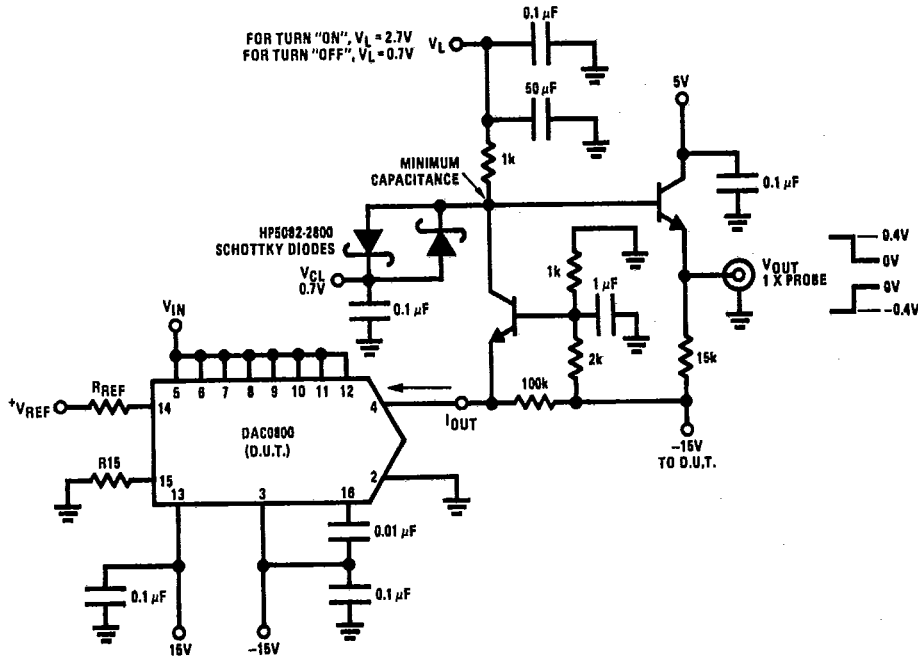 FOR TURN "ON", VL = 2.7V
FOR TURN "OFF", VL = 0.7V
VL
0.1 µF
50 µF
5V
1k
MINIMUM
CAPACITANCE
0.1 µF
HP5082-2800
SCHOTTKY DIODES
VCL
0.7V
0.1 µF
1k
1 µF
VOUT
1 X PROBE
0.4V
0V
0V
-0.4V
VIN
5 6 7 8 9 10 11 12
2k
15k
+VREF
RREF
14
4
IOUT
100k
DAC0800
(D.U.T.)
-15V
TO D.U.T.
R15
15
13
3
16
2
0.01 µF
0.1 µF
0.1 µF
15V
-15V